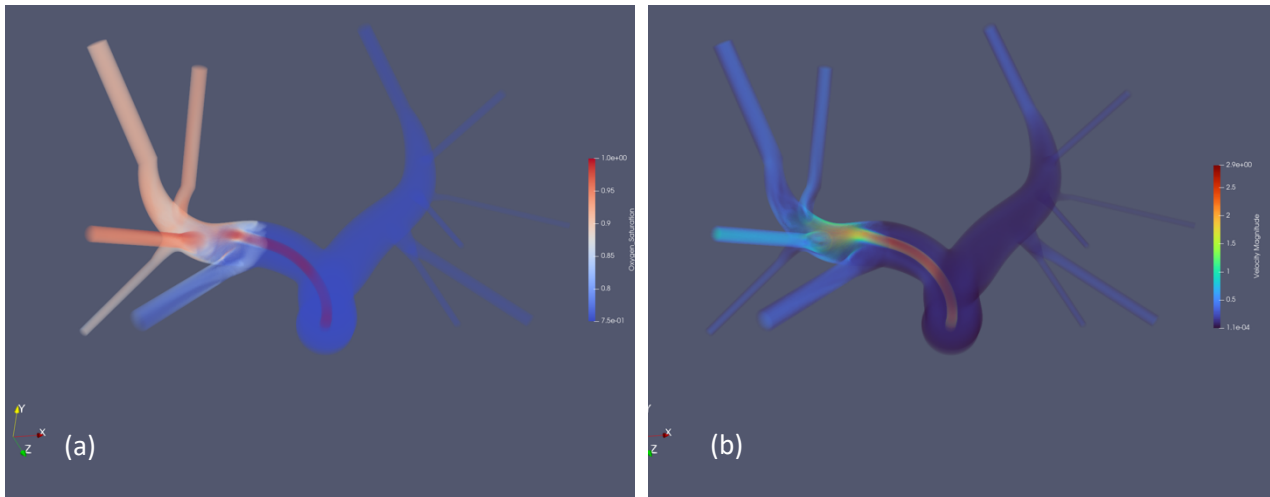 1.0e+00
0.95
0.9
0.85
0.8
7.5e-01
Oxygen_Saturation
Y
X
Z
(a)
2.9e+00
2.5
2
1.5
1
0.5
1.1e-04
Velocity Magnitude
Y
X
Z
(b)